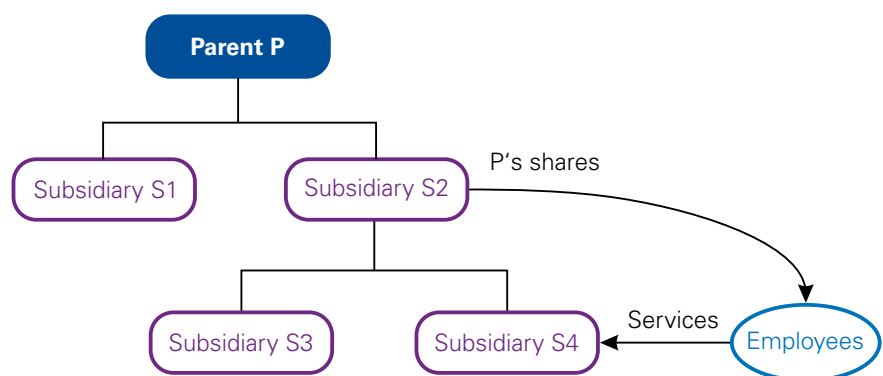 Parent P
P‘s shares
Subsidiary S1
Subsidiary S2
Services
Subsidiary S3
Subsidiary S4
Employees